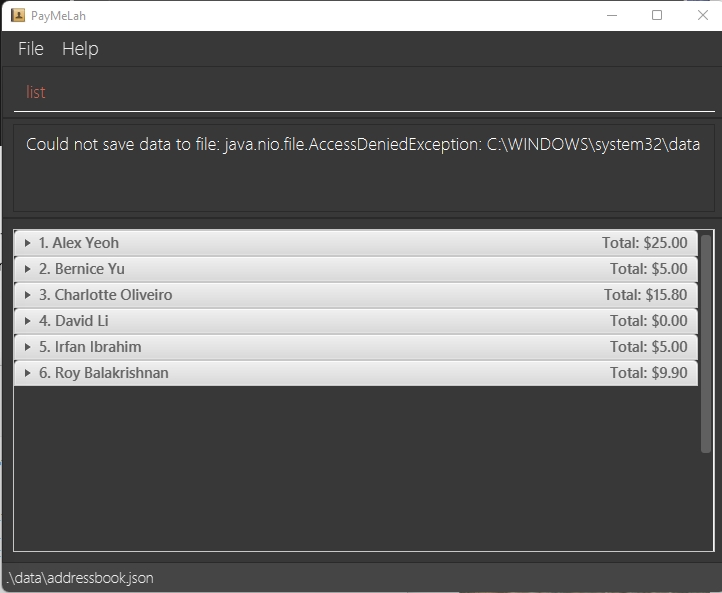 PayMeLah
File Help
list
Could not save data to file: java.nio.file.AccessDeniedException: C:\WINDOWS\system32\data
1. Alex Yeoh Total: $25.00
2. Bernice Yu Total: $5.00
3. Charlotte Oliveiro Total: $15.80
4. David Li Total: $0.00
5. Irfan Ibrahim Total: $5.00
6. Roy Balakrishnan Total: $9.90
.\data\addressbook.json